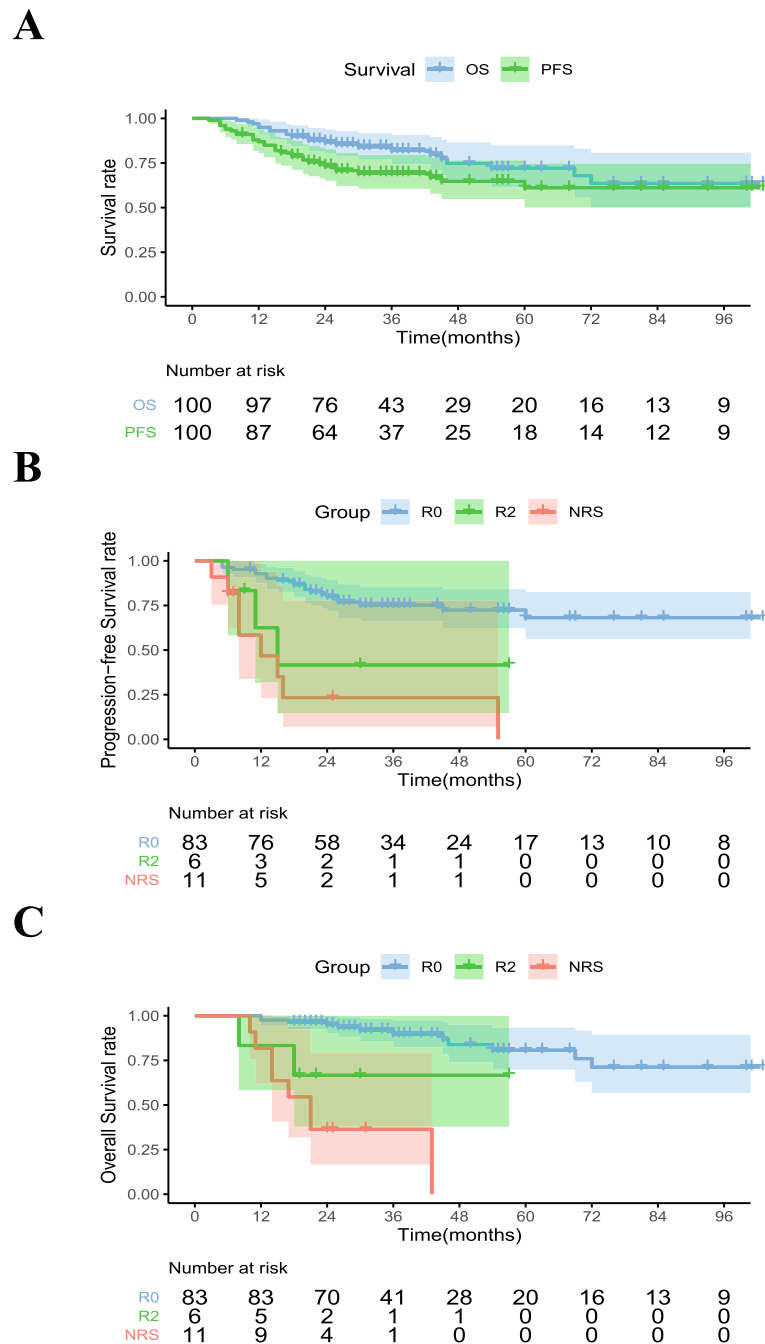 A
Survival OS PFS
Survival rate
1.00
0.75
0.50
0.25
0.00
0 12 24 36 48 60 72 84 96
Time(months)
Number at risk
OS 100 97 76 43 29 20 16 13 9
PFS 100 87 64 37 25 18 14 12 9
B
Group R0 R2 NRS
Progression-free Survival rate
1.00
0.75
0.50
0.25
0.00
0 12 24 36 48 60 72 84 96
Time(months)
Number at risk
R0 83 76 58 34 24 17 13 10 8
R2 6 3 2 1 1 0 0 0 0
NRS 11 5 2 1 1 0 0 0 0
C
Group R0 R2 NRS
Overall Survival rate
1.00
0.75
0.50
0.25
0.00
0 12 24 36 48 60 72 84 96
Time(months)
Number at risk
R0 83 83 70 41 28 20 16 13 9
R2 6 5 2 1 1 0 0 0 0
NRS 11 9 4 1 0 0 0 0 0